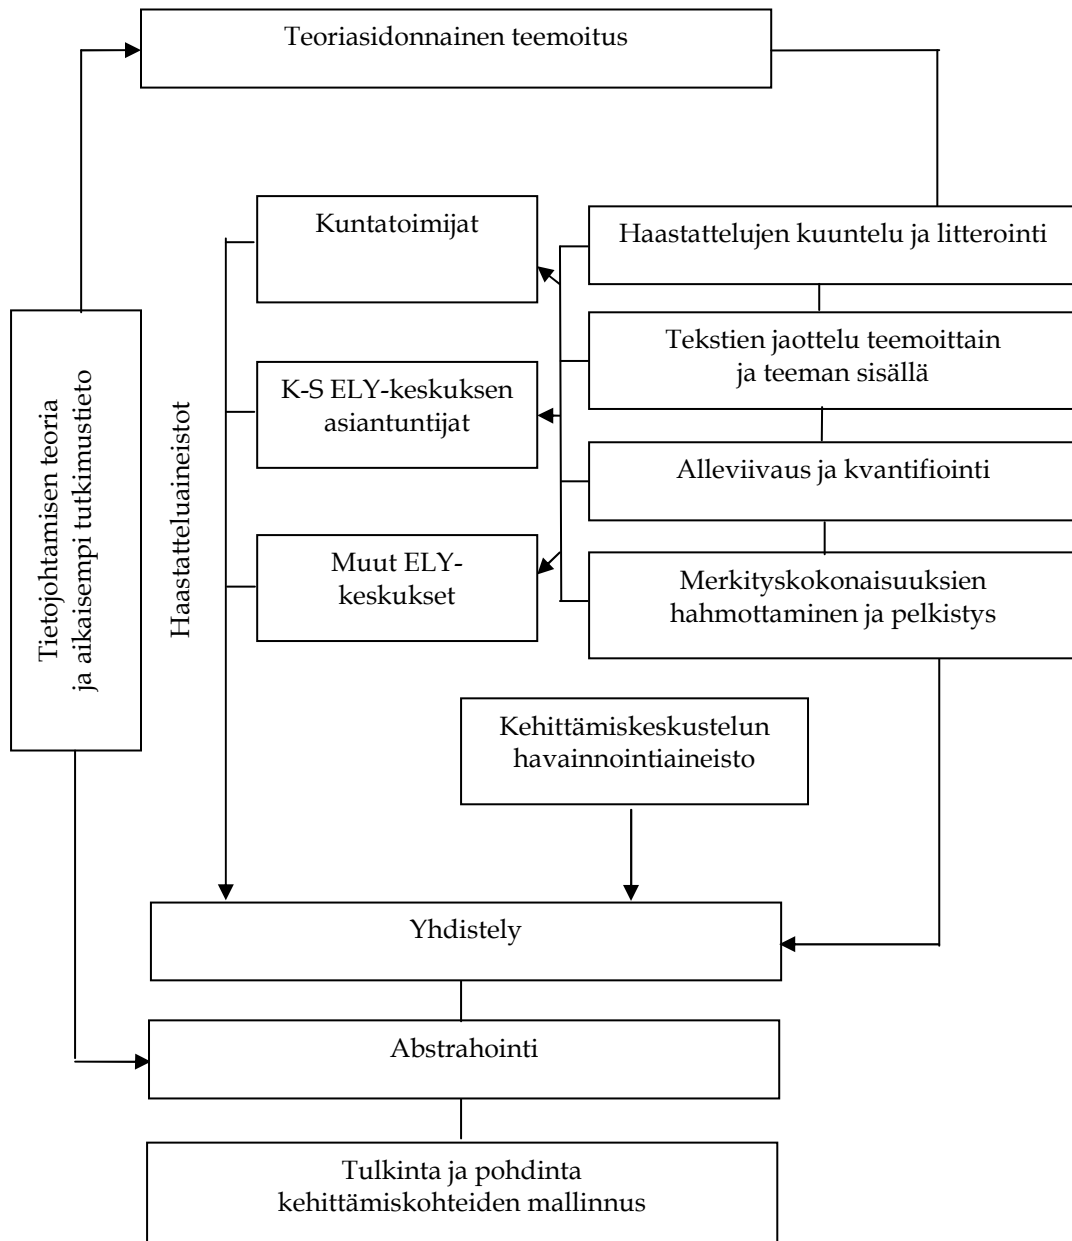 Teoriasidonnainen teemoitus
Kuntatoimijat
Haastattelujen kuuntelu ja litterointi
Tietojohtamisen teoria
ja aikaisempi tutkimustieto
Haastatteluaineistot
K-S ELY-keskuksen
asiantuntijat
Tekstien jaottelu teemoittain
ja teeman sisällä
Alleviivaus ja kvantifiointi
Muut ELY-
keskukset
Merkityskokonaisuuksien
hahmottaminen ja pelkistys
Kehittämiskeskustelun
havainnointiaineisto
Yhdistely
Abstrahointi
Tulkinta ja pohdinta
kehittämiskohteiden mallinnus